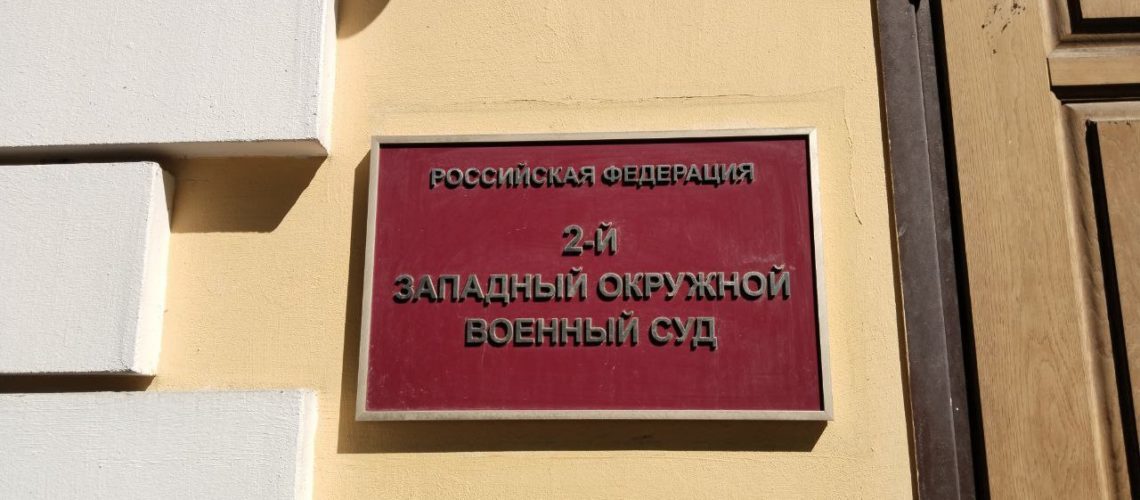 РОССИЙСКАЯ ФЕДЕРАЦИЯ
2-Й
ЗАПАДНЫЙ ОКРУЖНОЙ
ВОЕННЫЙ СУД